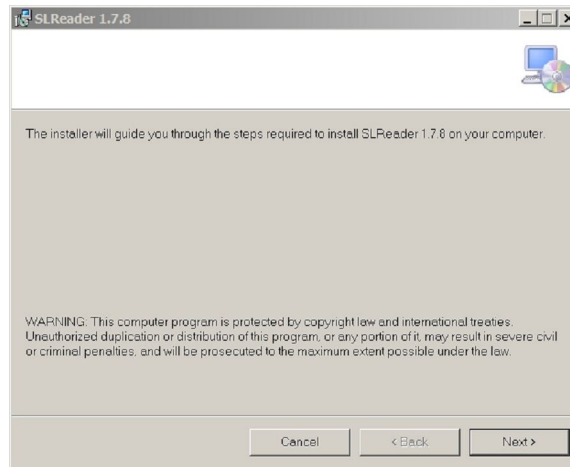 SLReader 1.7.8
The installer will guide you through the steps required to install SLReader 1.7.8 on your computer.
WARNING: This computer program is protected by copyright law and international treaties.
Unauthorized duplication or distribution of this program, or any portion of it, may result in severe civil
or criminal penalties, and will be prosecuted to the maximum extent possible under the law.
Cancel
< Back
Next >